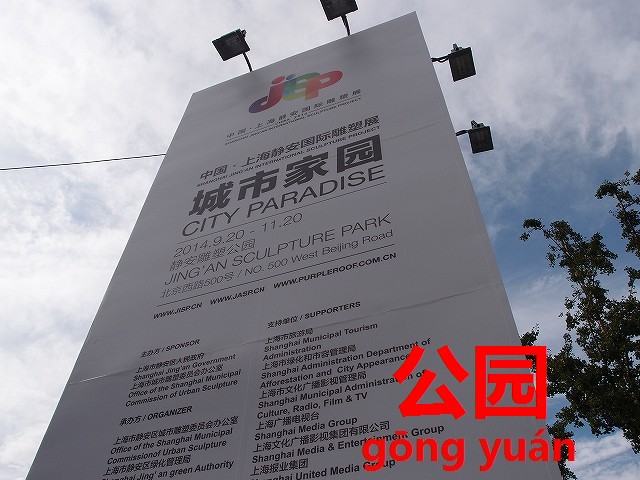 JISP
中国·上海静安国际雕塑展
SHANGHAI JING'AN INTERNATIONAL SCULPTURE PROJECT
中国·上海静安国际雕塑展
SHANGHAI JING'AN INTERNATIONAL SCULPTURE PROJECT
城市家园
CITY PARADISE
2014.9.20 - 11.20
静安雕塑公园
JING'AN SCULPTURE PARK
北京西路500号 / NO. 500 West Beijing Road
WWW.JISP.CN WWW.JASP.CN WWW.PURPLEROOF.COM.CN
主办方 / SPONSOR
上海市静安区人民政府
Shanghai Jing'an Government
上海市城市雕塑委员会办公室
Office of the Shanghai Municipal
Commission of Urban Sculpture
承办方 / ORGANIZER
上海市静安区城市雕塑委员会办公室
Office of the Shanghai Municipal
Commissionof Urban Sculpture
上海市静安区绿化管理局
Shanghai Jing' an green Authority
支持单位 / SUPPORTERS
上海市旅游局
Shanghai Municipal Tourism
Administration
上海市绿化和市容管理局
Shanghai Administration Department of
Afforestation and City Appearance
上海市文化广播影视管理局
Shanghai Municipal Administration of
Culture, Radio, Film & TV
上海广播电视台
Shanghai Media Group
上海文化广播影视集团有限公司
Shanghai Media & Entertainment Group
上海报业集团
Shanghai United Media Group
公园
gōng yuán